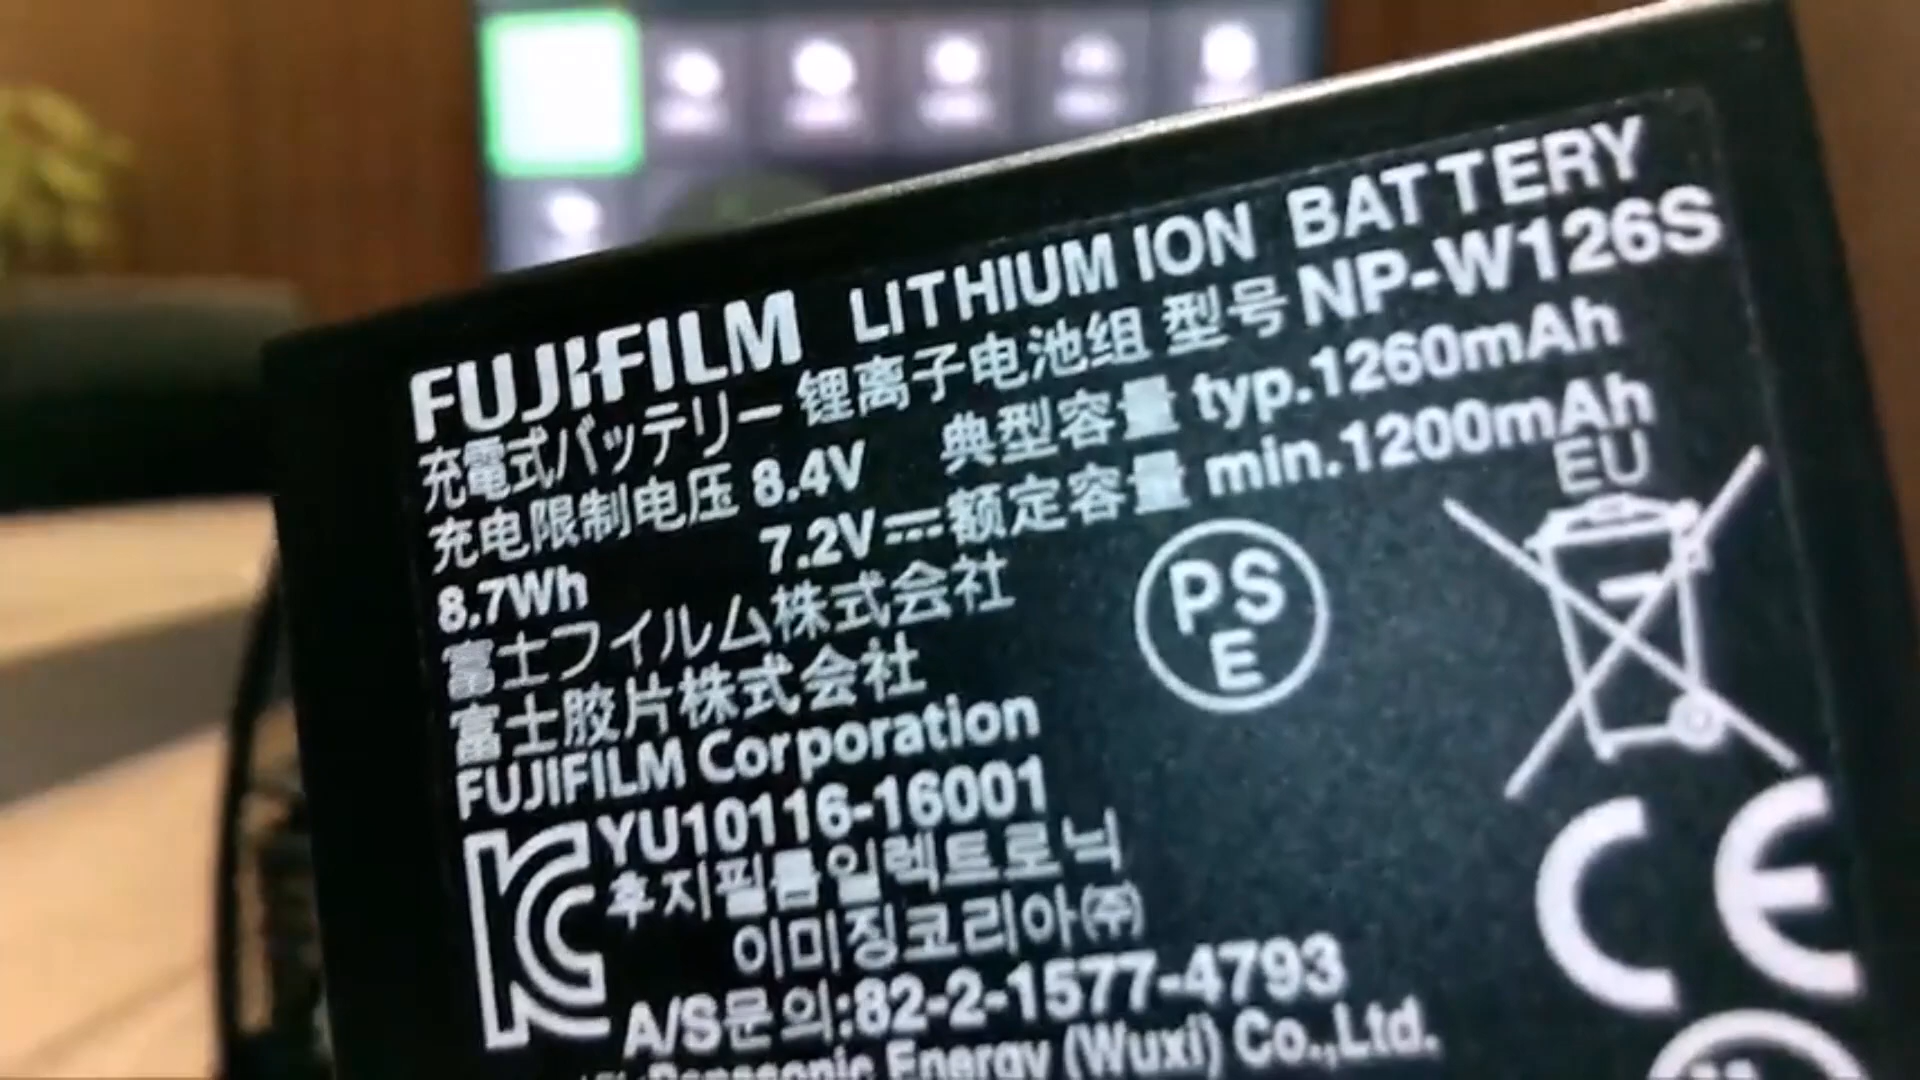 FUJIFILM LITHIUM ION BATTERY
充電式バッテリー 锂离子电池组 型号 NP-W126S
充电限制电压 8.4V 典型容量 typ.1260mAh
8.7Wh 7.2V⎓额定容量 min.1200mAh
富士フイルム株式会社
富士胶片株式会社
FUJIFILM Corporation
YU10116-16001
후지필름일렉트로닉
이미징코리아㈜
A/S문의:82-2-1577-4793
Panasonic Energy (Wuxi) Co.,Ltd.
PS
E
EU
CE